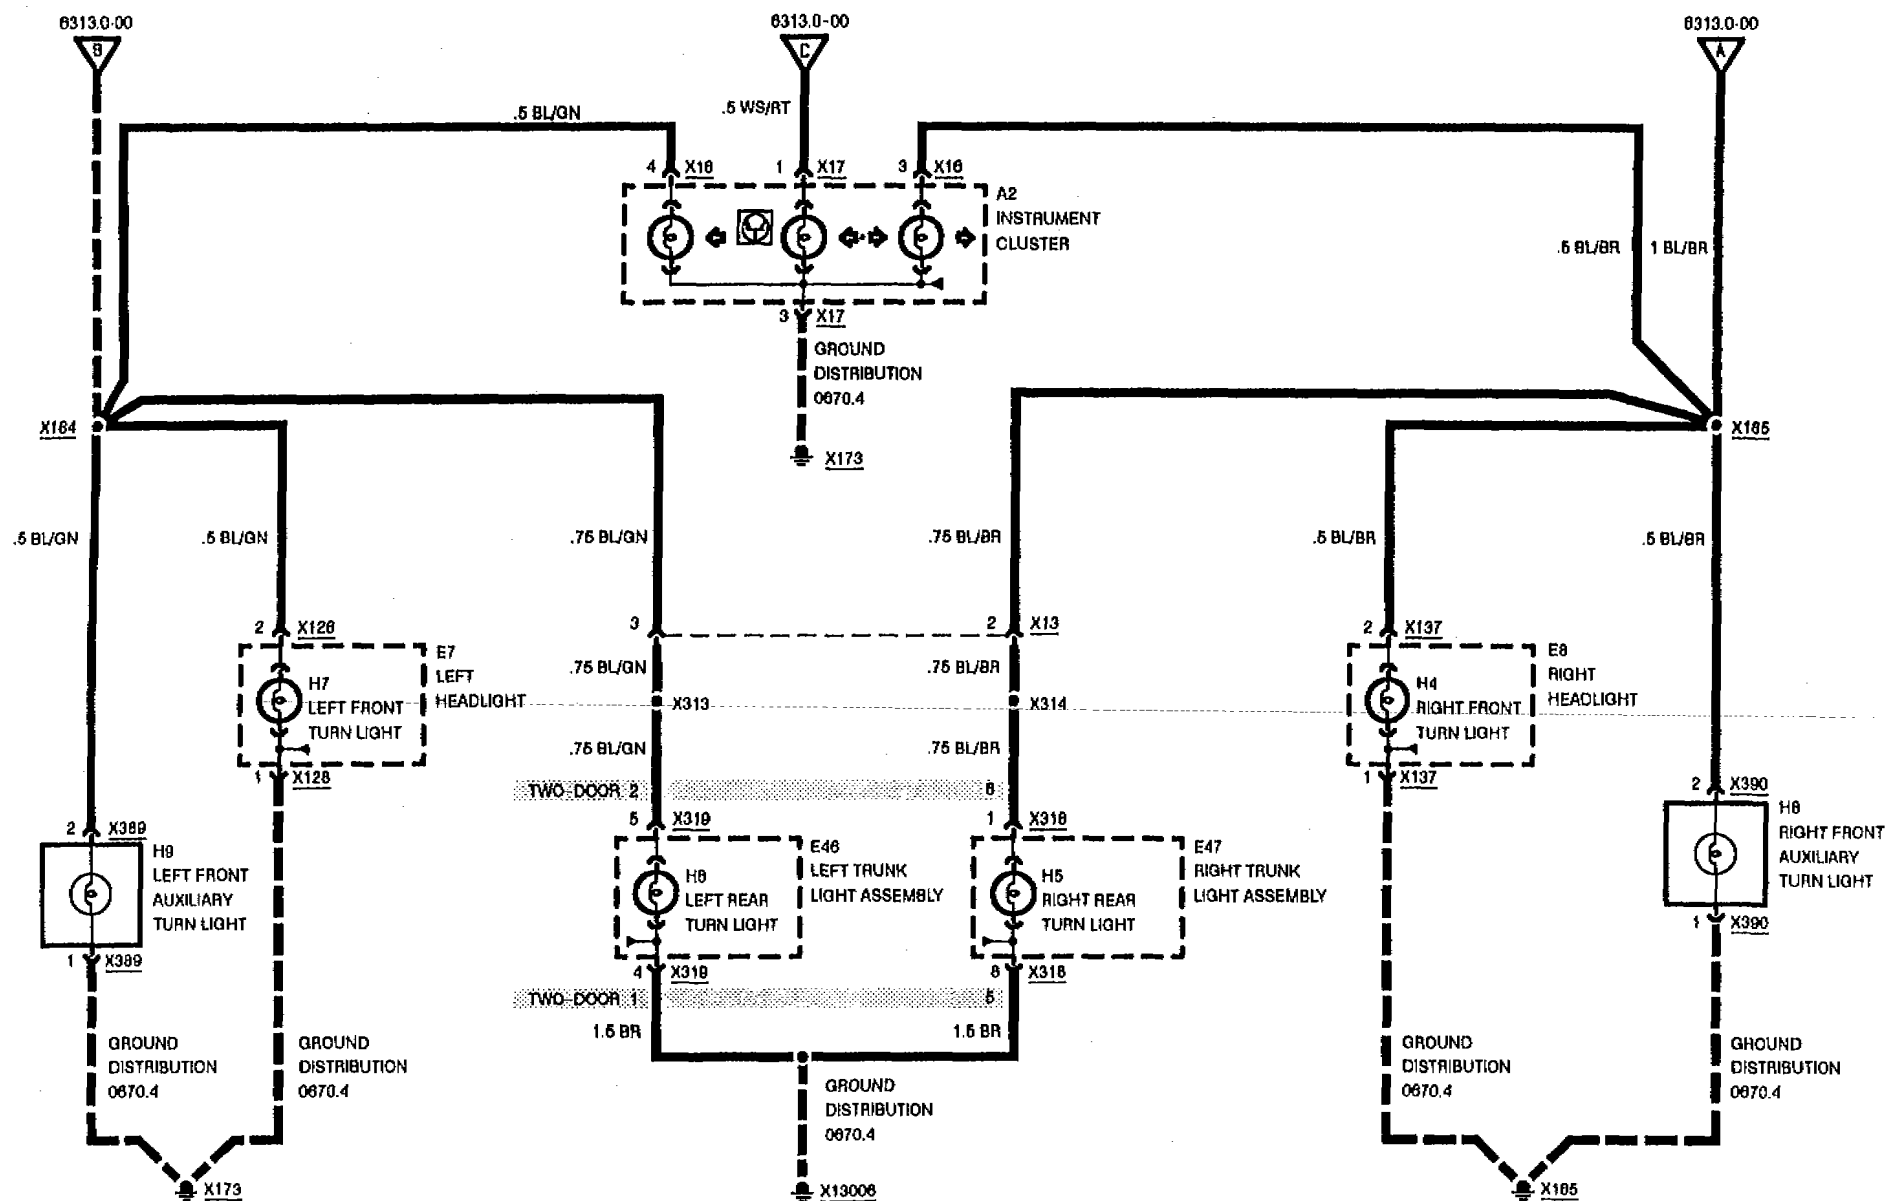 6313.0-00
6313.0-00
6313.0-00
B
C
A
.5 BL/GN
.5 WS/RT
4 X16
1 X17
3 X16
A2
INSTRUMENT
CLUSTER
.5 BL/BR
1 BL/BR
3 X17
GROUND
DISTRIBUTION
0670.4
X173
X164
X165
.5 BL/GN
.5 BL/GN
.75 BL/GN
.75 BL/BR
.5 BL/BR
.5 BL/BR
2 X128
3
2 X13
2 X137
E7
LEFT
HEADLIGHT
H7
LEFT FRONT
TURN LIGHT
.75 BL/GN
.75 BL/BR
X313
X314
E8
RIGHT
HEADLIGHT
H4
RIGHT FRONT
TURN LIGHT
1 X128
.75 BL/GN
.75 BL/BR
1 X137
TWO-DOOR 2
6
2 X390
2 X389
5 X319
1 X318
H9
LEFT FRONT
AUXILIARY
TURN LIGHT
E46
LEFT TRUNK
LIGHT ASSEMBLY
H6
LEFT REAR
TURN LIGHT
E47
RIGHT TRUNK
LIGHT ASSEMBLY
H5
RIGHT REAR
TURN LIGHT
RIGHT FRONT
AUXILIARY
TURN LIGHT
1 X390
1 X389
4 X319
X318
TWO-DOOR 1
5
1.5 BR
1.5 BR
GROUND
DISTRIBUTION
0670.4
GROUND
DISTRIBUTION
0670.4
GROUND
DISTRIBUTION
0670.4
GROUND
DISTRIBUTION
0670.4
GROUND
DISTRIBUTION
0670.4
X173
X13006
X165